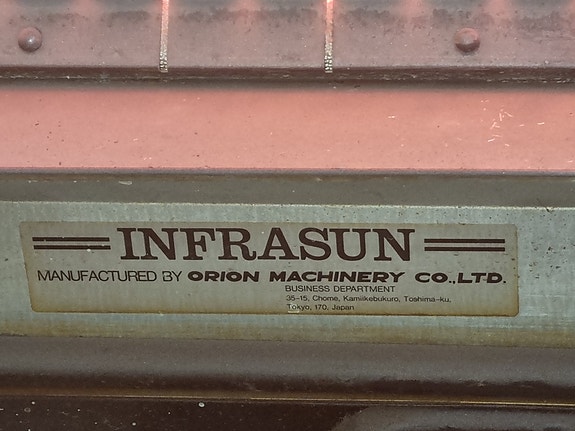 INFRASUN
MANUFACTURED BY ORION MACHINERY CO.,LTD.
BUSINESS DEPARTMENT
35-15, Chome, Kamiikebukuro, Toshima-ku,
Tokyo, 170, Japan